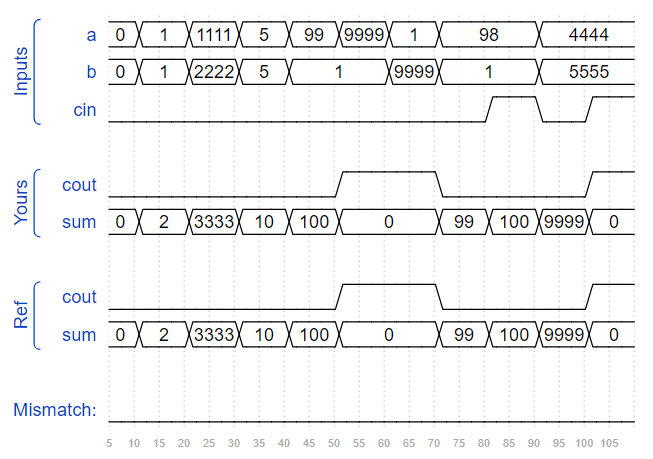 Inputs
a 0 1 1111 5 99 9999 1 98 4444
b 0 1 2222 5 1 9999 1 5555
cin
Yours
cout
sum 0 2 3333 10 100 0 99 100 9999 0
Ref
cout
sum 0 2 3333 10 100 0 99 100 9999 0
Mismatch:
5 10 15 20 25 30 35 40 45 50 55 60 65 70 75 80 85 90 95 100 105